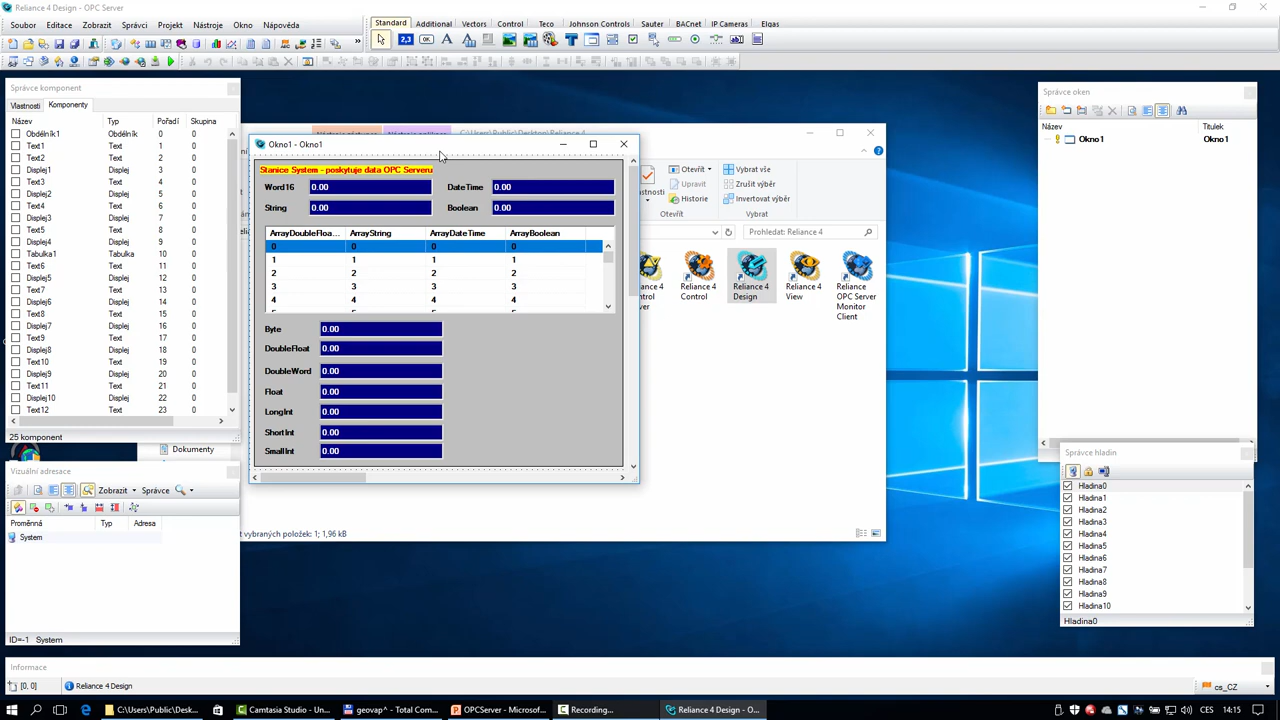 Reliance 4 Design - OPC Server
Soubor Editace Zobrazit Správci Projekt Nástroje Okno Nápověda
Standard Additional Vectors Control Teco Johnson Controls Sauter BACnet IP Cameras Elgas
Správce komponent
Vlastnosti Komponenty
Název Typ Pořadí Skupina
Obdélník1 Obdélník 0 0
Text1 Text 1 0
Text2 Text 2 0
Displej1 Displej 3 0
Text3 Text 4 0
Displej2 Displej 5 0
Text4 Text 6 0
Displej3 Displej 7 0
Text5 Text 8 0
Displej4 Displej 9 0
Tabulka1 Tabulka 10 0
Text6 Text 11 0
Displej5 Displej 12 0
Text7 Text 13 0
Displej6 Displej 14 0
Text8 Text 15 0
Displej7 Displej 16 0
Text9 Text 17 0
Displej8 Displej 18 0
Text10 Text 19 0
Displej9 Displej 20 0
Text11 Text 21 0
Displej10 Displej 22 0
Text12 Text 23 0
25 komponent
Dokumenty
Vizuální adresace
Zobrazit Správce
Proměnná Typ Adresa
System
ID=-1 System
Informace
[0, 0] Reliance 4 Design
cs_CZ
C:\Users\Public\Desktop\Reliance 4
Okno1 - Okno1
Stanice System - poskytuje data OPC Serveru
Word16 0.00 DateTime 0.00
String 0.00 Boolean 0.00
ArrayDoubleFloa... ArrayString ArrayDateTime ArrayBoolean
0 0 0 0
1 1 1 1
2 2 2 2
3 3 3 3
4 4 4 4
Byte 0.00
DoubleFloat 0.00
DoubleWord 0.00
Float 0.00
LongInt 0.00
ShortInt 0.00
SmallInt 0.00
Otevřít
Upravit
Historie
Otevřít
Vybrat vše
Zrušit výběr
Invertovat výběr
Vybrat
Prohledat: Reliance 4
Reliance 4 Control
Reliance 4 Design
Reliance 4 View
Reliance OPC Server Monitor Client
t vybraných položek: 1; 1,96 kB
Správce oken
Název Titulek
Okno1 Okno1
Správce hladin
Hladina0
Hladina1
Hladina2
Hladina3
Hladina4
Hladina5
Hladina6
Hladina7
Hladina8
Hladina9
Hladina10
Hladina0
C:\Users\Public\Desk... Camtasia Studio - Un... geovap^ - Total Com... OPCServer - Microsof... Recording... Reliance 4 Design - O...
CES 14:15